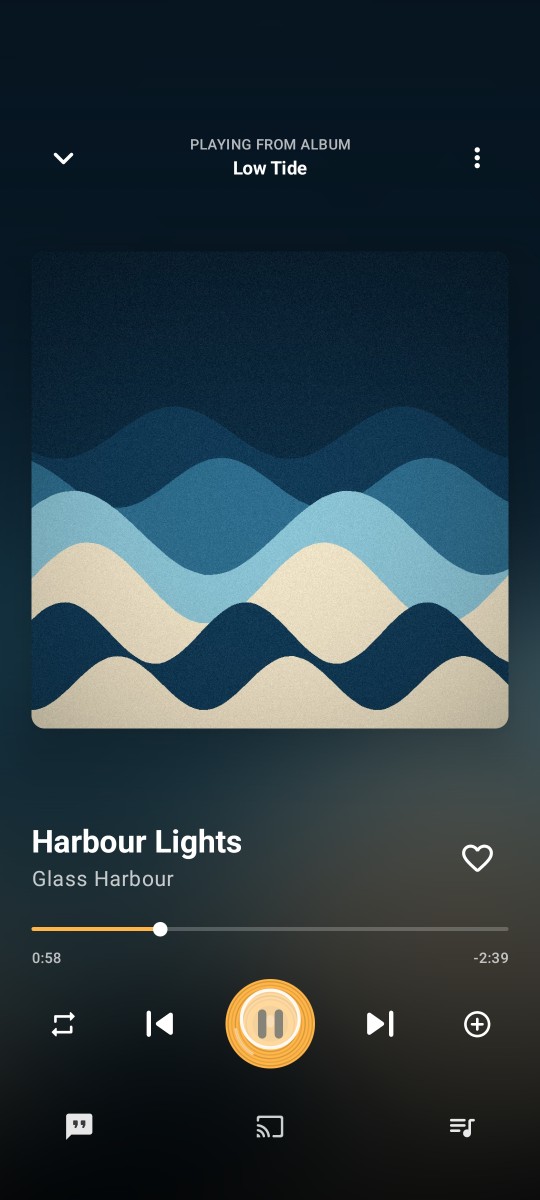 PLAYING FROM ALBUM
Low Tide
Harbour Lights
Glass Harbour
0:58
-2:39